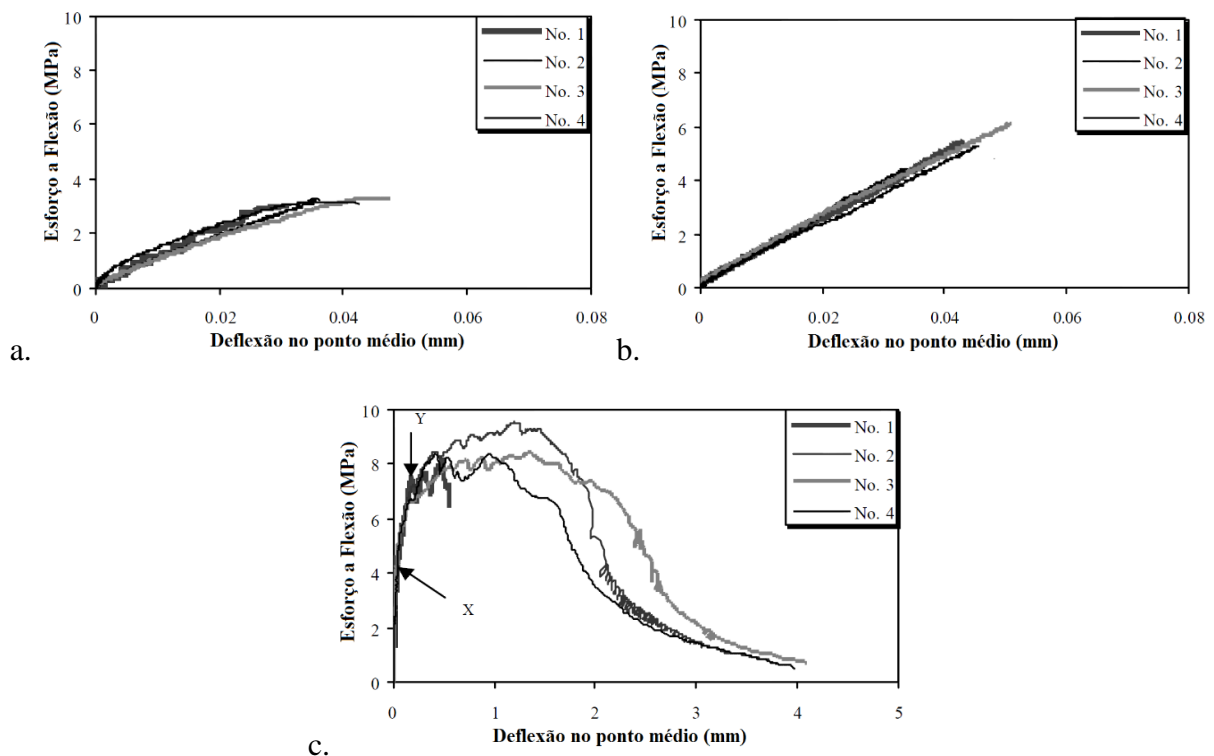 10
8
6
4
2
0
Esforço a Flexão (MPa)
0
0.02
0.04
0.06
0.08
Deflexão no ponto médio (mm)
No. 1
No. 2
No. 3
No. 4
a.
10
8
6
4
2
0
Esforço a Flexão (MPa)
0
0.02
0.04
0.06
0.08
Deflexão no ponto médio (mm)
No. 1
No. 2
No. 3
No. 4
b.
10
8
6
4
2
0
Esforço a Flexão (MPa)
Y
X
0
1
2
3
4
5
Deflexão no ponto médio (mm)
No. 1
No. 2
No. 3
No. 4
c.